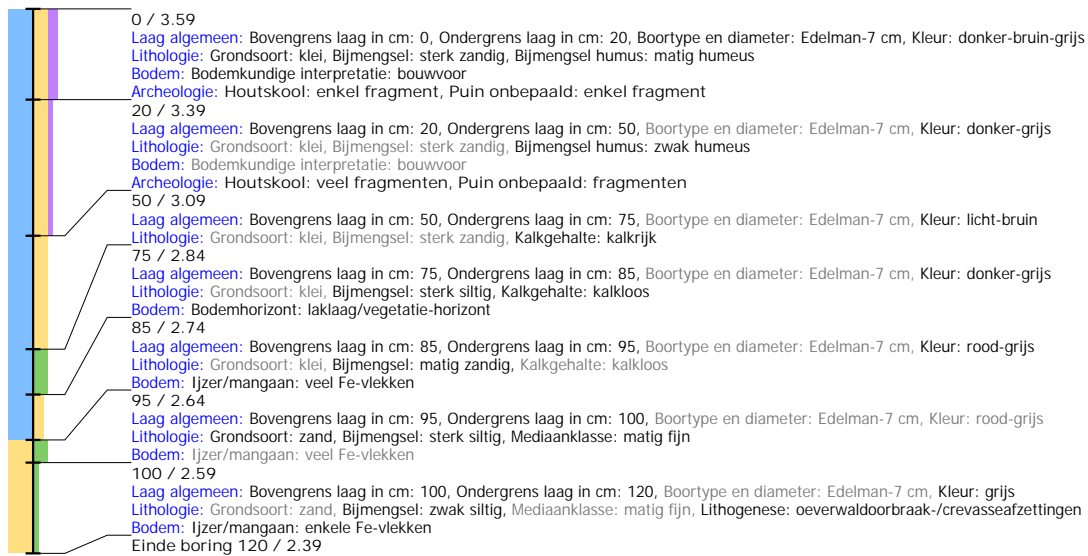 0 / 3.59
Laag algemeen: Bovengrens laag in cm: 0, Ondergrens laag in cm: 20, Boortype en diameter: Edelman-7 cm, Kleur: donker-bruin-grijs
Lithologie: Grondsoort: klei, Bijmengsel: sterk zandig, Bijmengsel humus: matig humeus
Bodem: Bodemkundige interpretatie: bouwvoor
Archeologie: Houtskool: enkel fragment, Puin onbepaald: enkel fragment
20 / 3.39
Laag algemeen: Bovengrens laag in cm: 20, Ondergrens laag in cm: 50, Boortype en diameter: Edelman-7 cm, Kleur: donker-grijs
Lithologie: Grondsoort: klei, Bijmengsel: sterk zandig, Bijmengsel humus: zwak humeus
Bodem: Bodemkundige interpretatie: bouwvoor
Archeologie: Houtskool: veel fragmenten, Puin onbepaald: fragmenten
50 / 3.09
Laag algemeen: Bovengrens laag in cm: 50, Ondergrens laag in cm: 75, Boortype en diameter: Edelman-7 cm, Kleur: licht-bruin
Lithologie: Grondsoort: klei, Bijmengsel: sterk zandig, Kalkgehalte: kalkrijk
75 / 2.84
Laag algemeen: Bovengrens laag in cm: 75, Ondergrens laag in cm: 85, Boortype en diameter: Edelman-7 cm, Kleur: donker-grijs
Lithologie: Grondsoort: klei, Bijmengsel: sterk siltig, Kalkgehalte: kalkloos
Bodem: Bodemhorizont: laklaag/vegetatie-horizont
85 / 2.74
Laag algemeen: Bovengrens laag in cm: 85, Ondergrens laag in cm: 95, Boortype en diameter: Edelman-7 cm, Kleur: rood-grijs
Lithologie: Grondsoort: klei, Bijmengsel: matig zandig, Kalkgehalte: kalkloos
Bodem: Ijzer/mangaan: veel Fe-vlekken
95 / 2.64
Laag algemeen: Bovengrens laag in cm: 95, Ondergrens laag in cm: 100, Boortype en diameter: Edelman-7 cm, Kleur: rood-grijs
Lithologie: Grondsoort: zand, Bijmengsel: sterk siltig, Mediaanklasse: matig fijn
Bodem: Ijzer/mangaan: veel Fe-vlekken
100 / 2.59
Laag algemeen: Bovengrens laag in cm: 100, Ondergrens laag in cm: 120, Boortype en diameter: Edelman-7 cm, Kleur: grijs
Lithologie: Grondsoort: zand, Bijmengsel: zwak siltig, Mediaanklasse: matig fijn, Lithogenese: oeverwaldoorbraak-/crevasseafzettingen
Bodem: Ijzer/mangaan: enkele Fe-vlekken
Einde boring 120 / 2.39